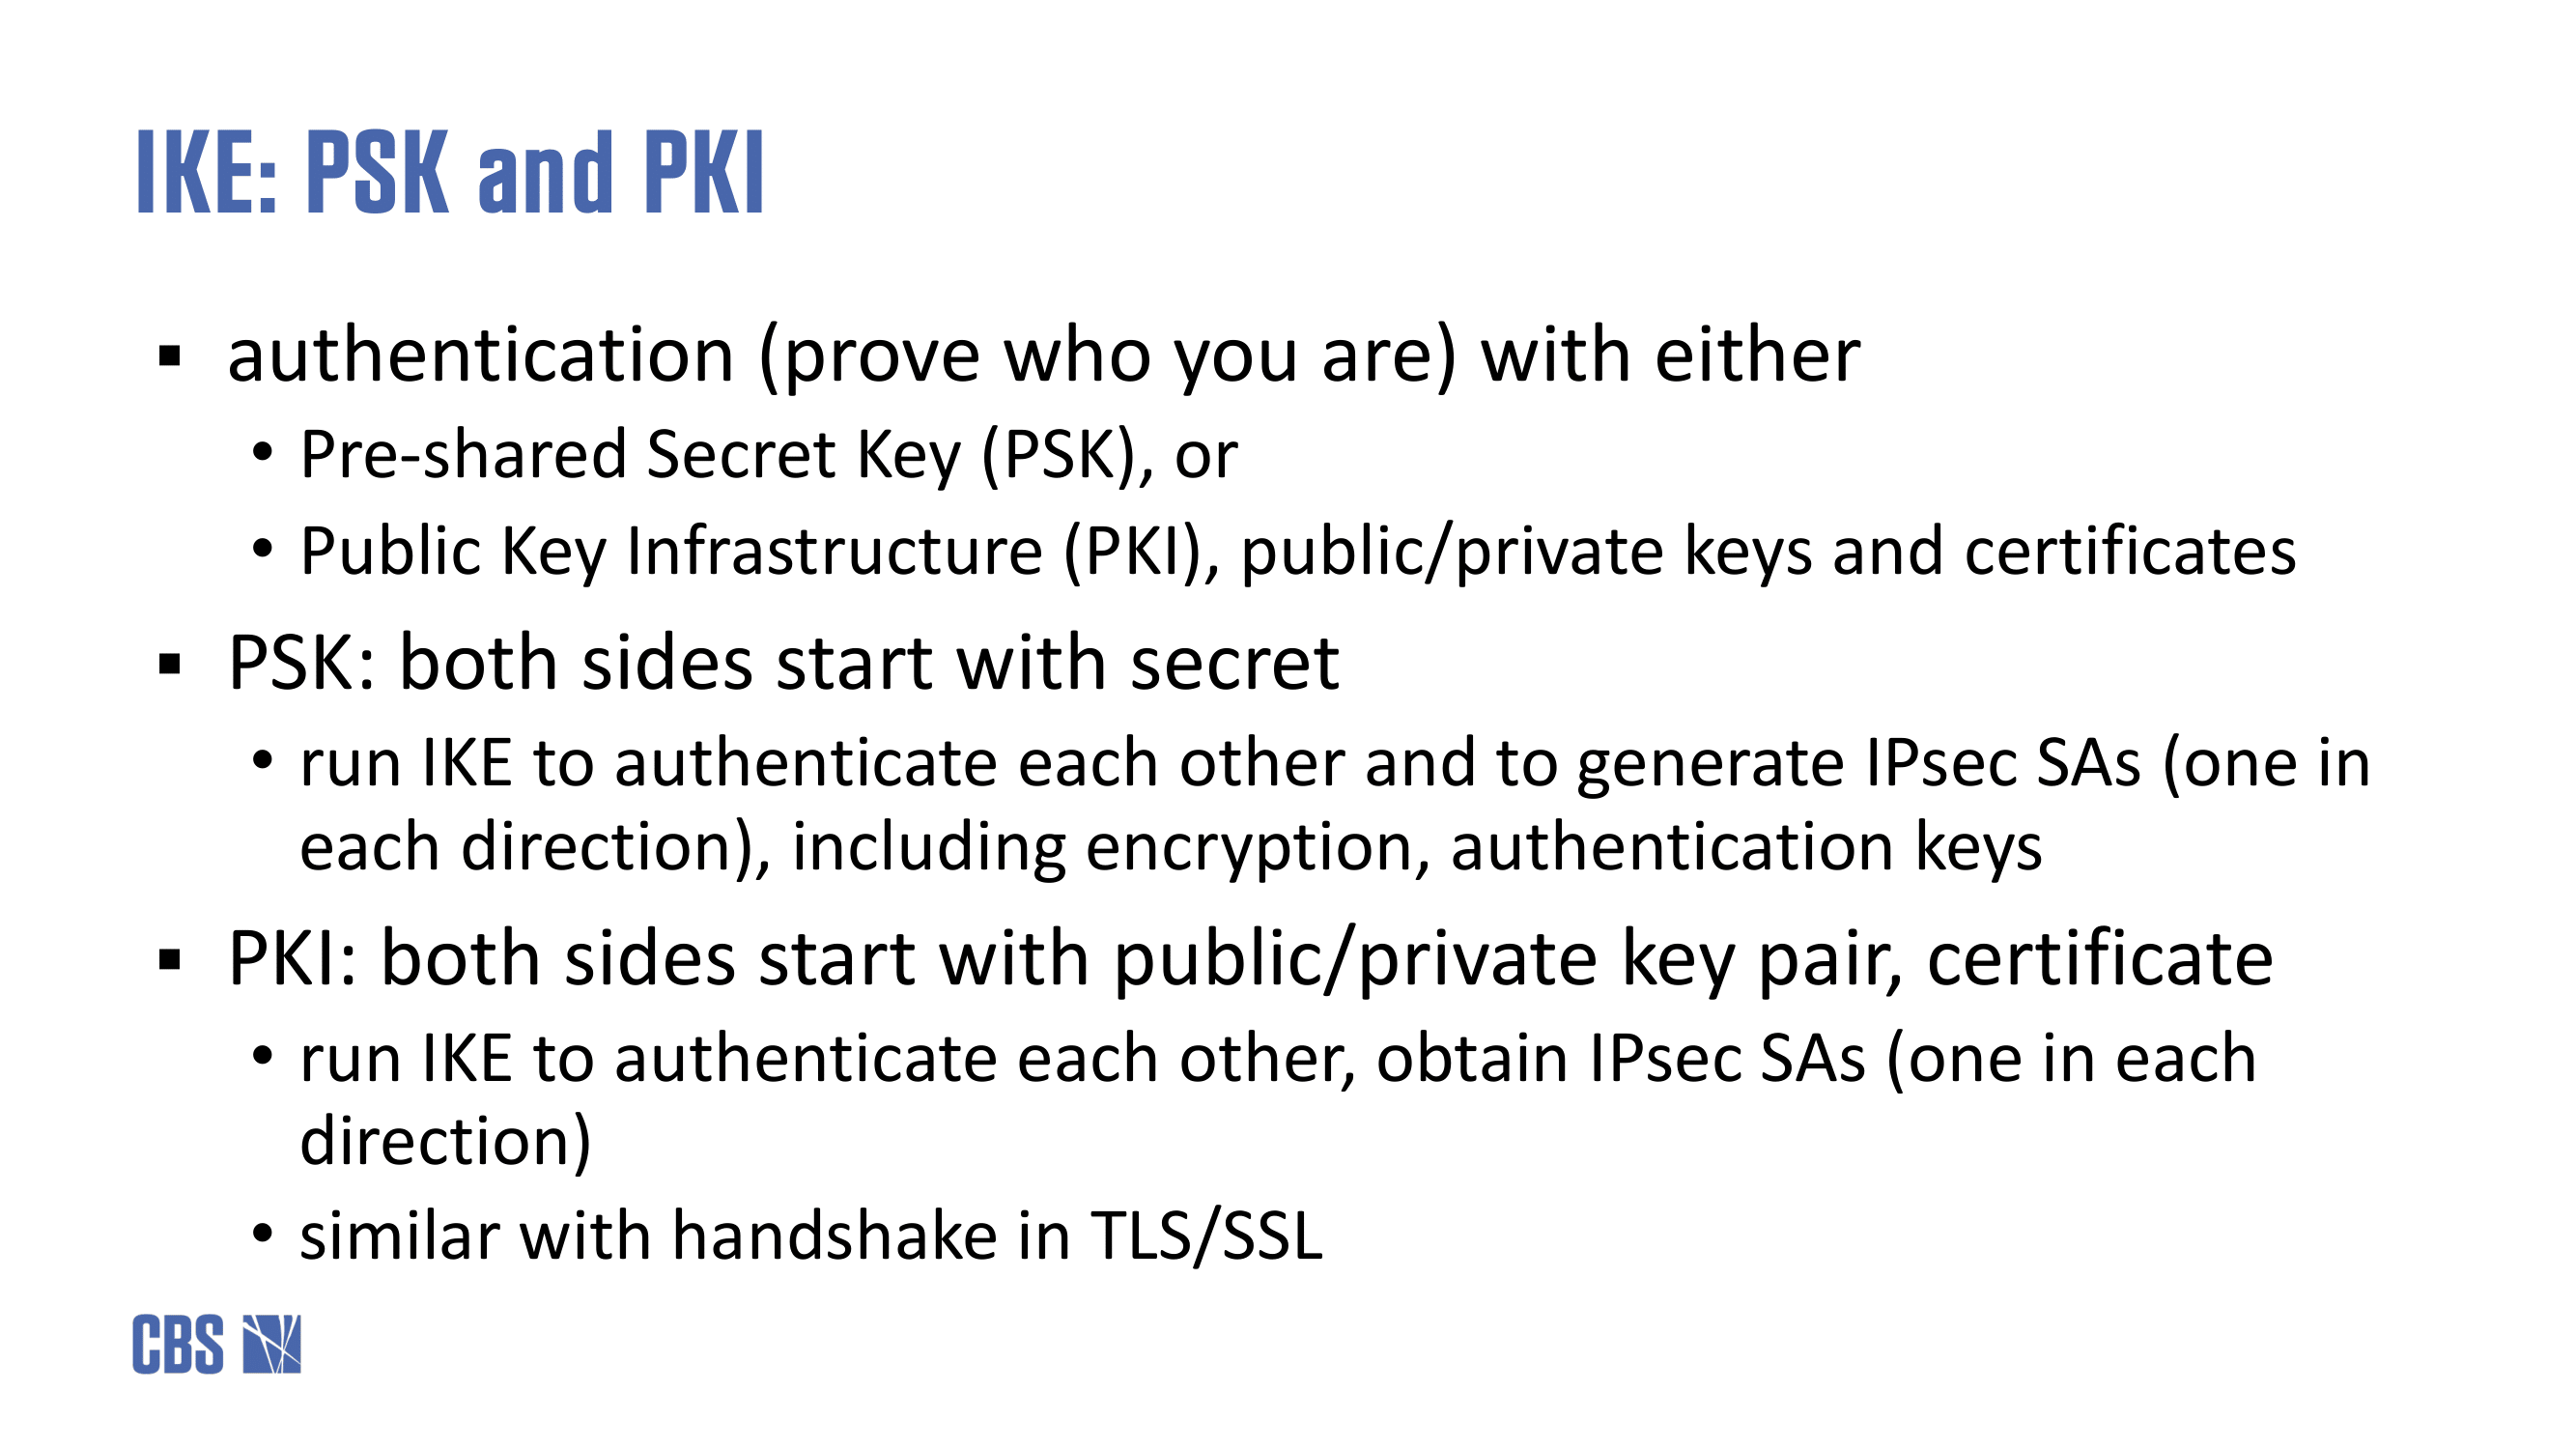 IKE: PSK and PKI
▪ authentication (prove who you are) with either
• Pre-shared Secret Key (PSK), or
• Public Key Infrastructure (PKI), public/private keys and certificates
▪ PSK: both sides start with secret
• run IKE to authenticate each other and to generate IPsec SAs (one in
each direction), including encryption, authentication keys
▪ PKI: both sides start with public/private key pair, certificate
• run IKE to authenticate each other, obtain IPsec SAs (one in each
direction)
• similar with handshake in TLS/SSL
CBS